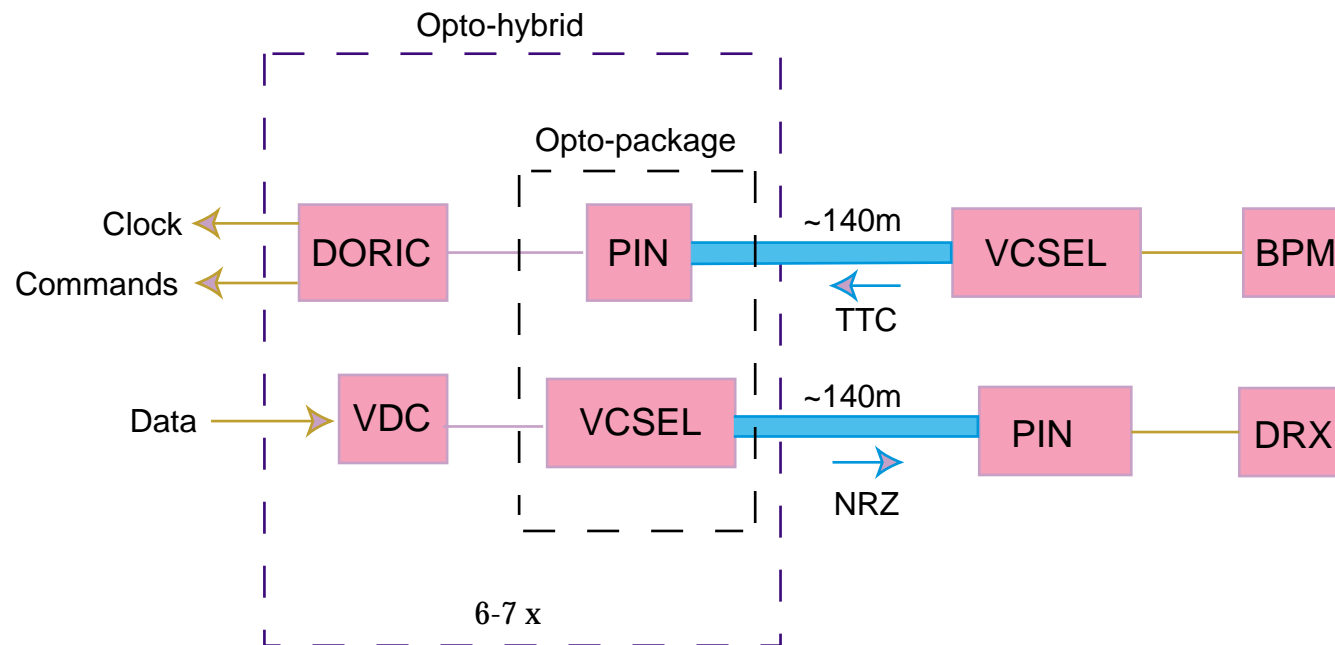 Opto-hybrid
Opto-package
Clock
Commands
DORIC
PIN
~140m
TTC
VCSEL
BPM
Data
VDC
VCSEL
~140m
NRZ
PIN
DRX
6-7 x